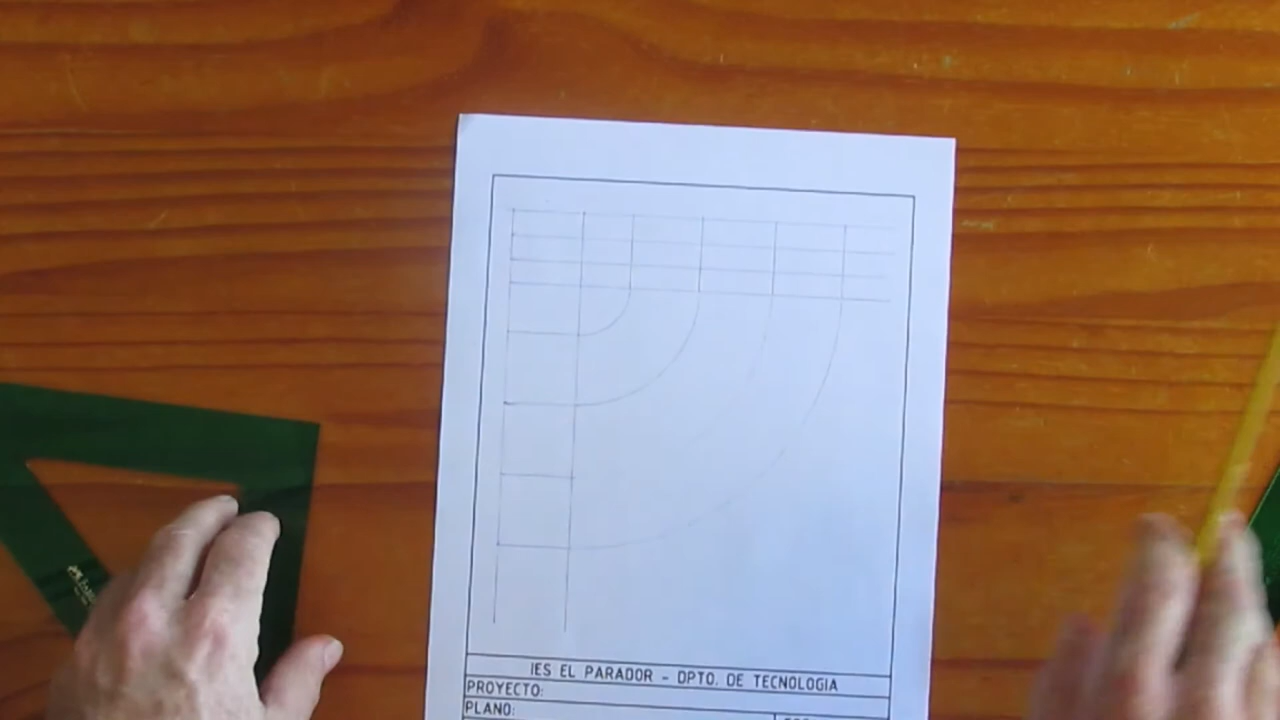 IES EL PARADOR - DPTO. DE TECNOLOGIA
PROYECTO:
PLANO: